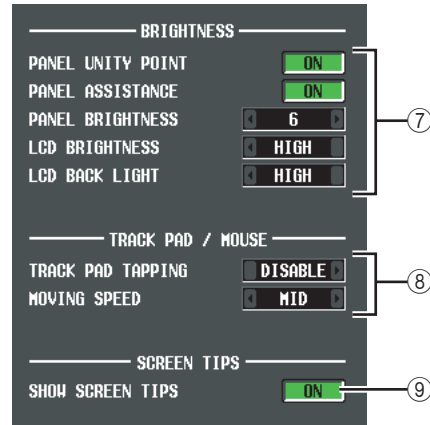 BRIGHTNESS
PANEL UNITY POINT ON
PANEL ASSISTANCE ON
PANEL BRIGHTNESS 6
LCD BRIGHTNESS HIGH
LCD BACK LIGHT HIGH
⑦
TRACK PAD / MOUSE
TRACK PAD TAPPING DISABLE
MOVING SPEED MID
⑧
SCREEN TIPS
SHOW SCREEN TIPS ON
⑨